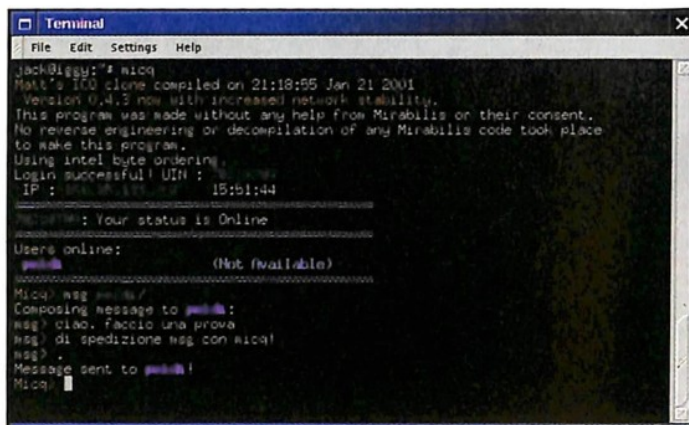 Terminal
File Edit Settings Help
jack@iggy:~# micq
Matt's ICQ clone compiled on 21:18:55 Jan 21 2001
Version 0.4.3 now with increased network stability.
This program was made without any help from Mirabilis or their consent.
No reverse engineering or decompilation of any Mirabilis code took place
to make this program.
Using intel byte ordering.
Login successful! UIN :
IP : 15:51:44
: Your status is Online
Users online:
(Not Available)
Micq> msg
Composing message to :
msg> ciao, faccio una prova
msg> di spedizione msg con micq!
msg> .
Message sent to !
Micq>